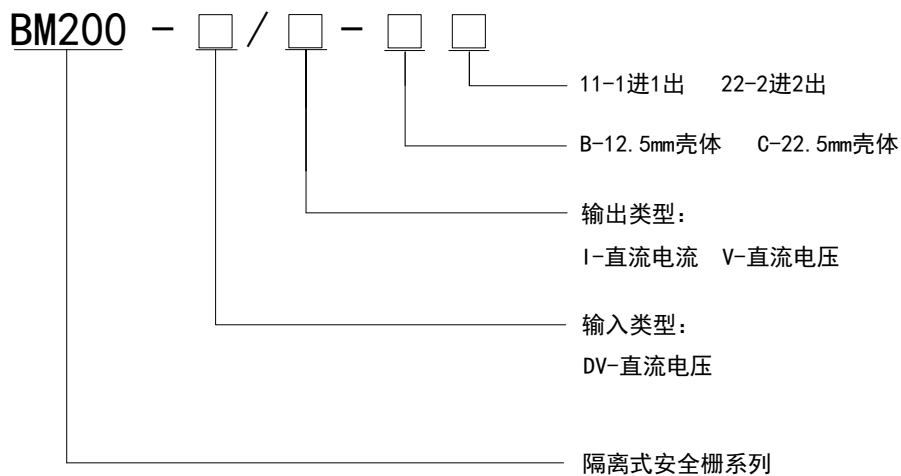 BM200 - □ / □ - □ □
11-1进1出 22-2进2出
B-12.5mm壳体 C-22.5mm壳体
输出类型：
I-直流电流 V-直流电压
输入类型：
DV-直流电压
隔离式安全栅系列